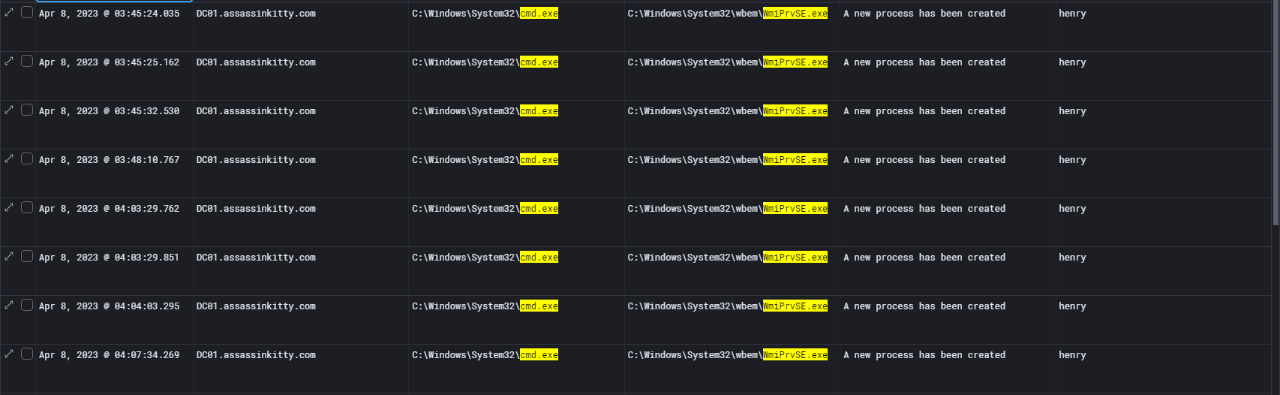 Apr 8, 2023 @ 03:45:24.035 DC01.assassinkitty.com C:\Windows\System32\cmd.exe C:\Windows\System32\wbem\WmiPrvSE.exe A new process has been created henry
Apr 8, 2023 @ 03:45:25.162 DC01.assassinkitty.com C:\Windows\System32\cmd.exe C:\Windows\System32\wbem\WmiPrvSE.exe A new process has been created henry
Apr 8, 2023 @ 03:45:32.530 DC01.assassinkitty.com C:\Windows\System32\cmd.exe C:\Windows\System32\wbem\WmiPrvSE.exe A new process has been created henry
Apr 8, 2023 @ 03:48:10.767 DC01.assassinkitty.com C:\Windows\System32\cmd.exe C:\Windows\System32\wbem\WmiPrvSE.exe A new process has been created henry
Apr 8, 2023 @ 04:03:29.762 DC01.assassinkitty.com C:\Windows\System32\cmd.exe C:\Windows\System32\wbem\WmiPrvSE.exe A new process has been created henry
Apr 8, 2023 @ 04:03:29.851 DC01.assassinkitty.com C:\Windows\System32\cmd.exe C:\Windows\System32\wbem\WmiPrvSE.exe A new process has been created henry
Apr 8, 2023 @ 04:04:03.295 DC01.assassinkitty.com C:\Windows\System32\cmd.exe C:\Windows\System32\wbem\WmiPrvSE.exe A new process has been created henry
Apr 8, 2023 @ 04:07:34.269 DC01.assassinkitty.com C:\Windows\System32\cmd.exe C:\Windows\System32\wbem\WmiPrvSE.exe A new process has been created henry